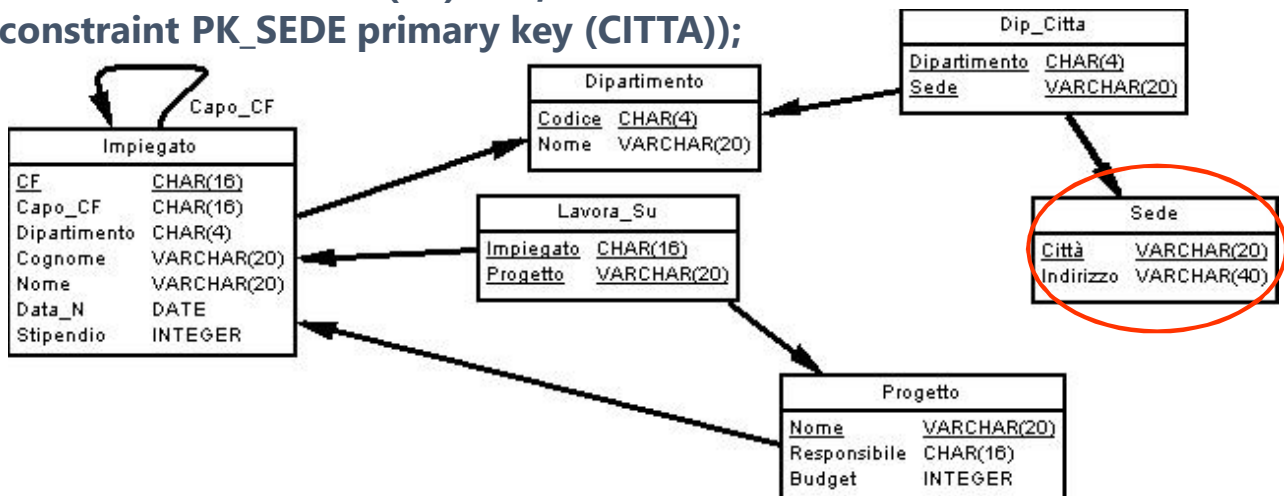 constraint PK_SEDE primary key (CITTA));
Capo_CF
Impiegato
CF CHAR(16)
Capo_CF CHAR(16)
Dipartimento CHAR(4)
Cognome VARCHAR(20)
Nome VARCHAR(20)
Data_N DATE
Stipendio INTEGER
Dipartimento
Codice CHAR(4)
Nome VARCHAR(20)
Lavora_Su
Impiegato CHAR(16)
Progetto VARCHAR(20)
Dip_Citta
Dipartimento CHAR(4)
Sede VARCHAR(20)
Sede
Città VARCHAR(20)
Indirizzo VARCHAR(40)
Progetto
Nome VARCHAR(20)
Responsibile CHAR(16)
Budget INTEGER